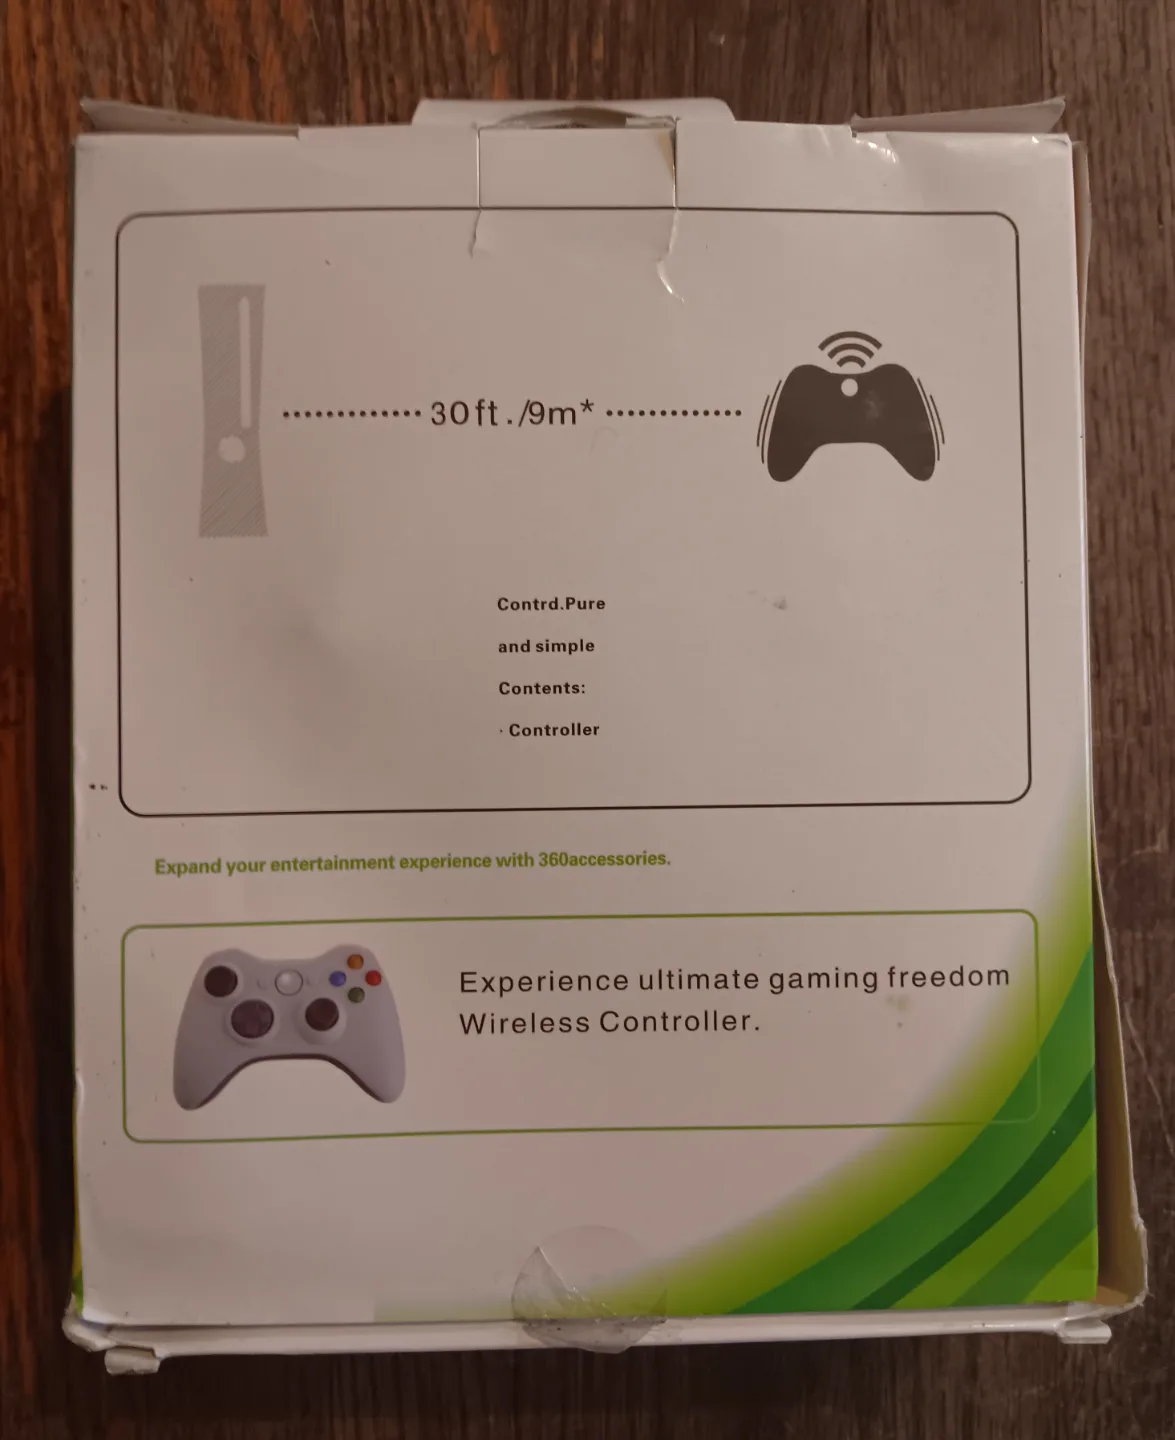 30ft./9m*
Contrd.Pure
and simple
Contents:
· Controller
Expand your entertainment experience with 360accessories.
Experience ultimate gaming freedom
Wireless Controller.